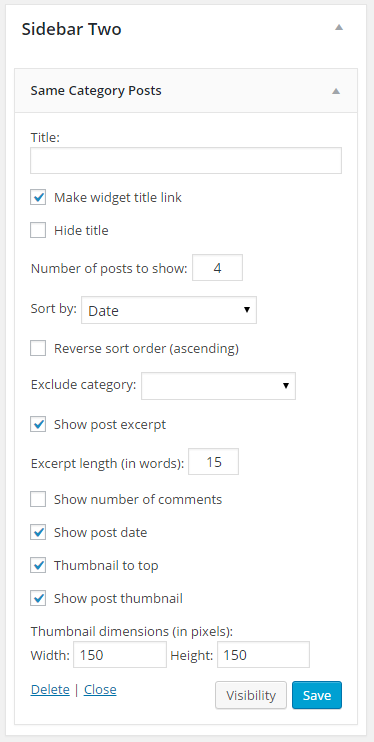 Sidebar Two
Same Category Posts
Title:
Make widget title link
Hide title
Number of posts to show: 4
Sort by: Date
Reverse sort order (ascending)
Exclude category:
Show post excerpt
Excerpt length (in words): 15
Show number of comments
Show post date
Thumbnail to top
Show post thumbnail
Thumbnail dimensions (in pixels):
Width: 150 Height: 150
Delete | Close Visibility Save